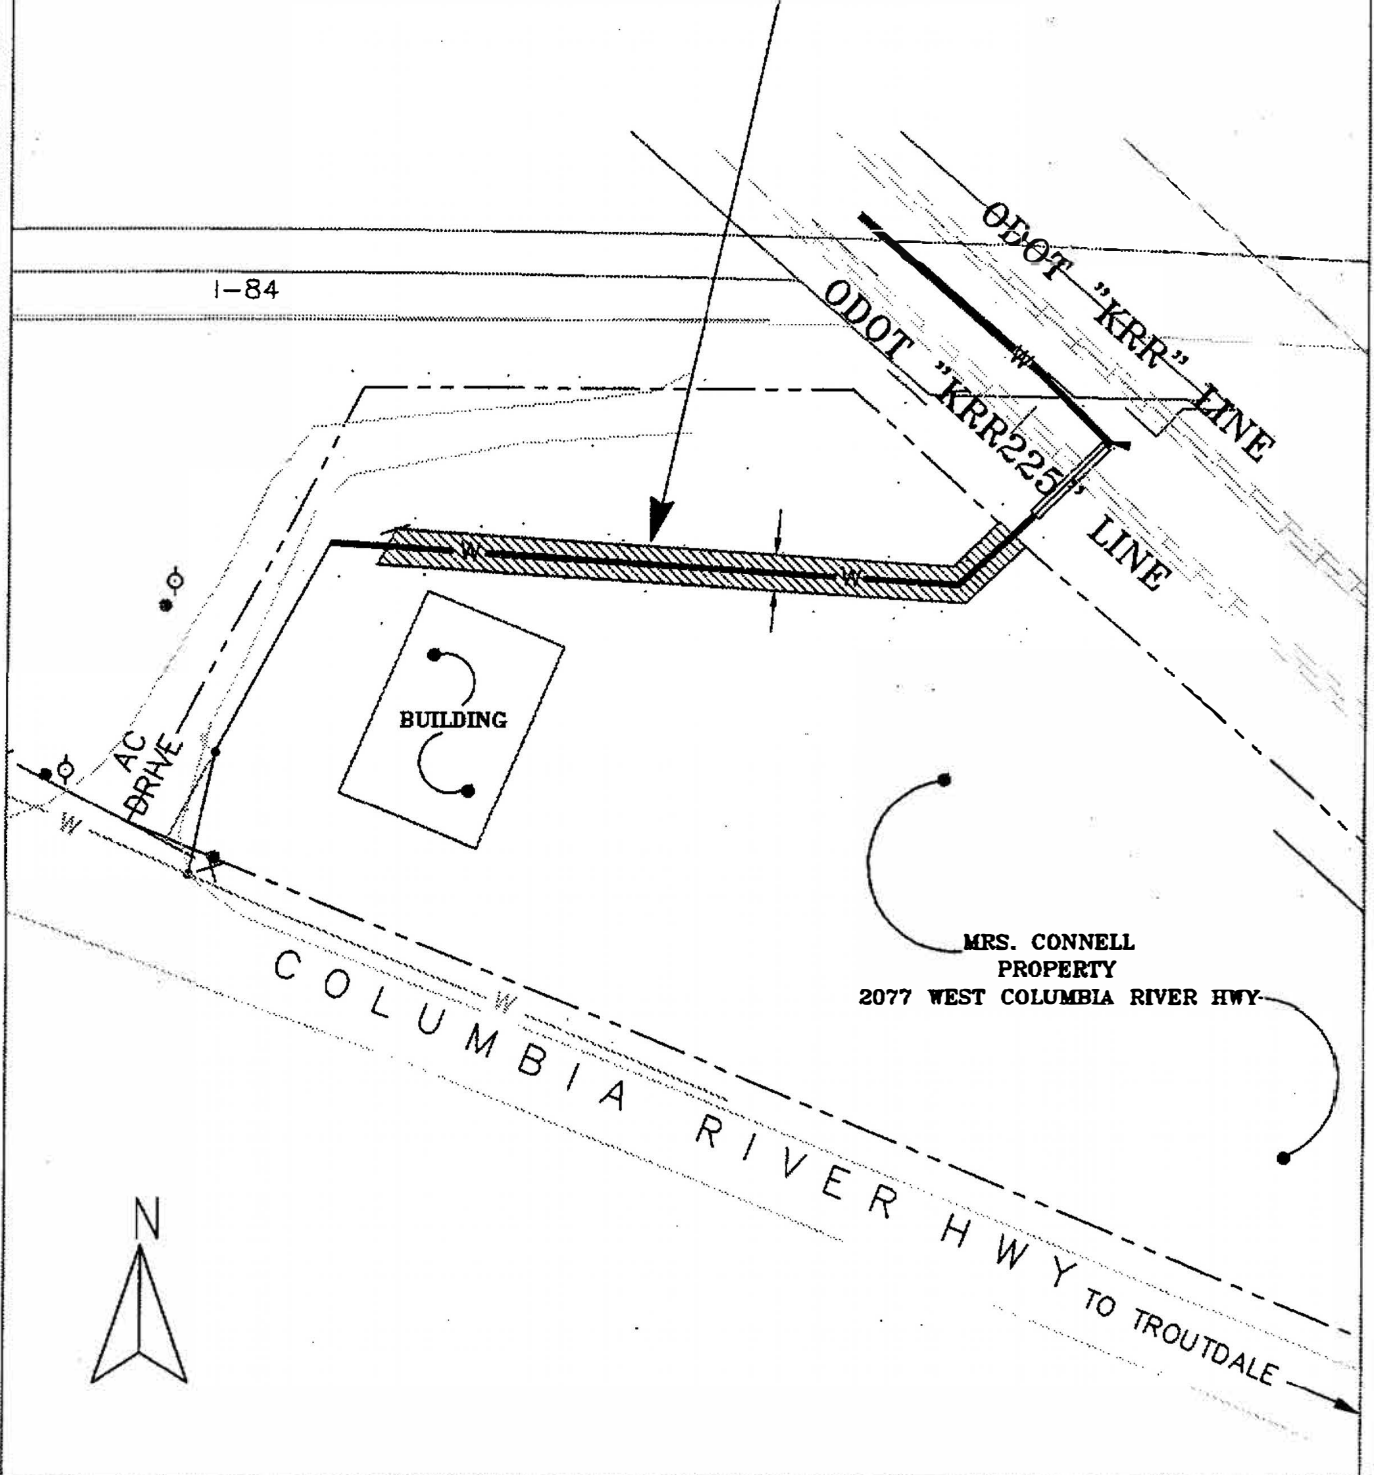 ODOT "KRR" LINE
I-84
ODOT "KRR225" LINE
W
W
W
BUILDING
AC
DRIVE
W
MRS. CONNELL
PROPERTY
2077 WEST COLUMBIA RIVER HWY
W
COLUMBIA RIVER HWY TO TROUTDALE
N